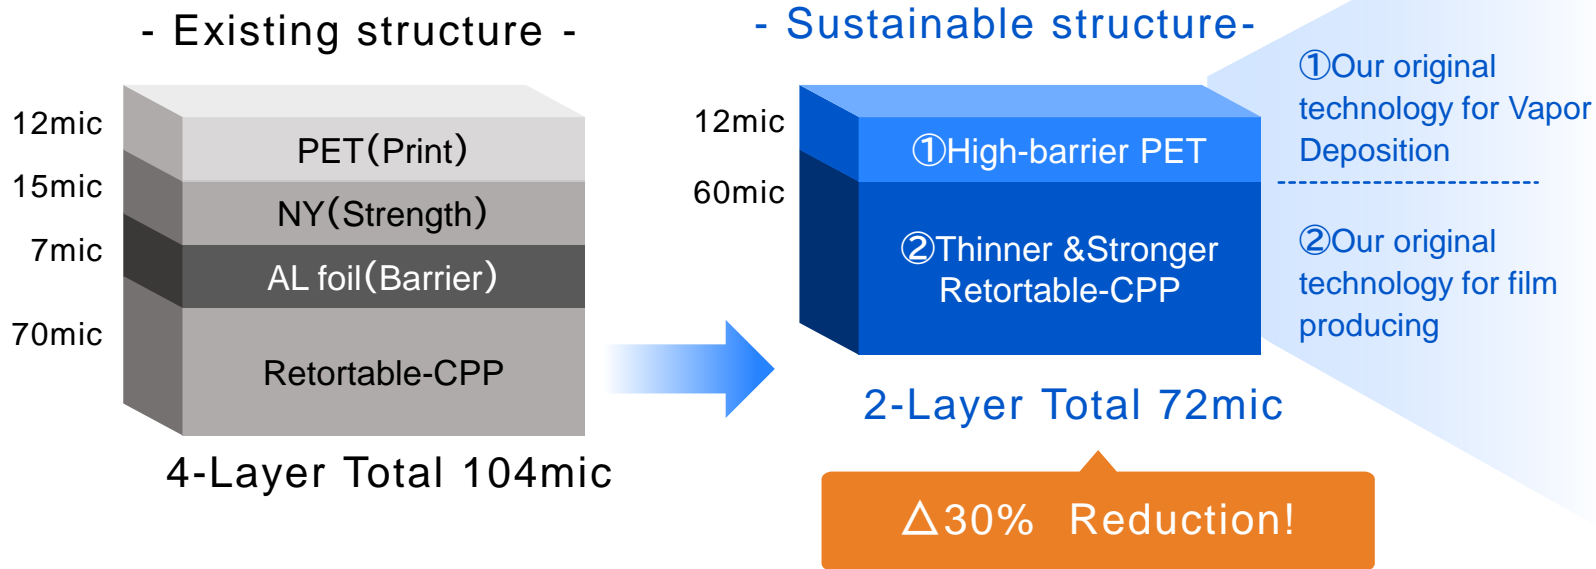 - Existing structure -
12mic
PET(Print)
15mic
NY(Strength)
7mic
AL foil(Barrier)
70mic
Retortable-CPP
4-Layer Total 104mic
- Sustainable structure-
12mic
①High-barrier PET
60mic
②Thinner &Stronger
Retortable-CPP
2-Layer Total 72mic
△30% Reduction!
①Our original
technology for Vapor
Deposition
②Our original
technology for film
producing